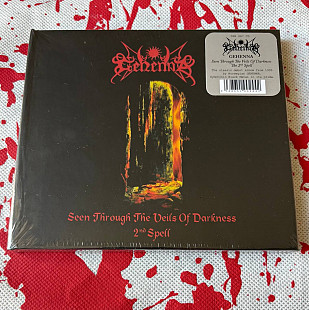 GEHENNA
GEHENNA
Seen Through The Veils Of Darkness
The 2nd Spell
Seen Through The Veils Of Darkness
2nd Spell